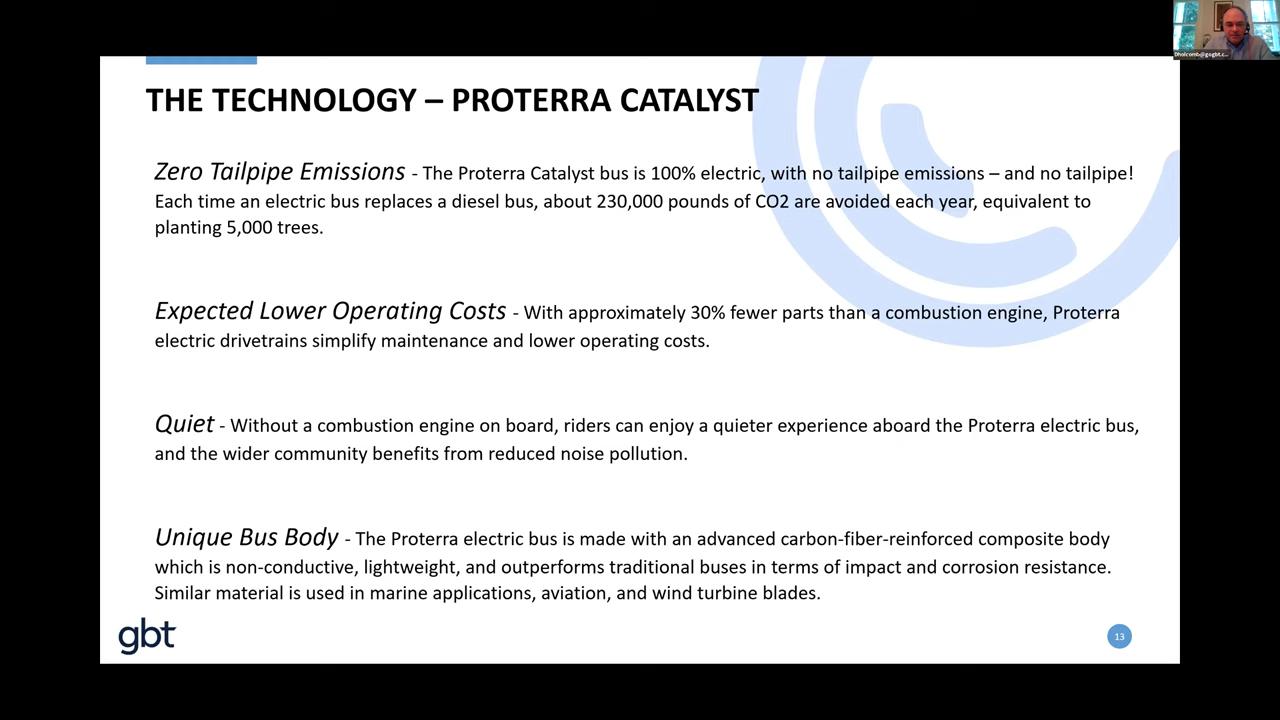 Dholcomb@gogbt.c...
THE TECHNOLOGY – PROTERRA CATALYST
Zero Tailpipe Emissions - The Proterra Catalyst bus is 100% electric, with no tailpipe emissions – and no tailpipe!
Each time an electric bus replaces a diesel bus, about 230,000 pounds of CO2 are avoided each year, equivalent to
planting 5,000 trees.
Expected Lower Operating Costs - With approximately 30% fewer parts than a combustion engine, Proterra
electric drivetrains simplify maintenance and lower operating costs.
Quiet - Without a combustion engine on board, riders can enjoy a quieter experience aboard the Proterra electric bus,
and the wider community benefits from reduced noise pollution.
Unique Bus Body - The Proterra electric bus is made with an advanced carbon-fiber-reinforced composite body
which is non-conductive, lightweight, and outperforms traditional buses in terms of impact and corrosion resistance.
Similar material is used in marine applications, aviation, and wind turbine blades.
gbt
13